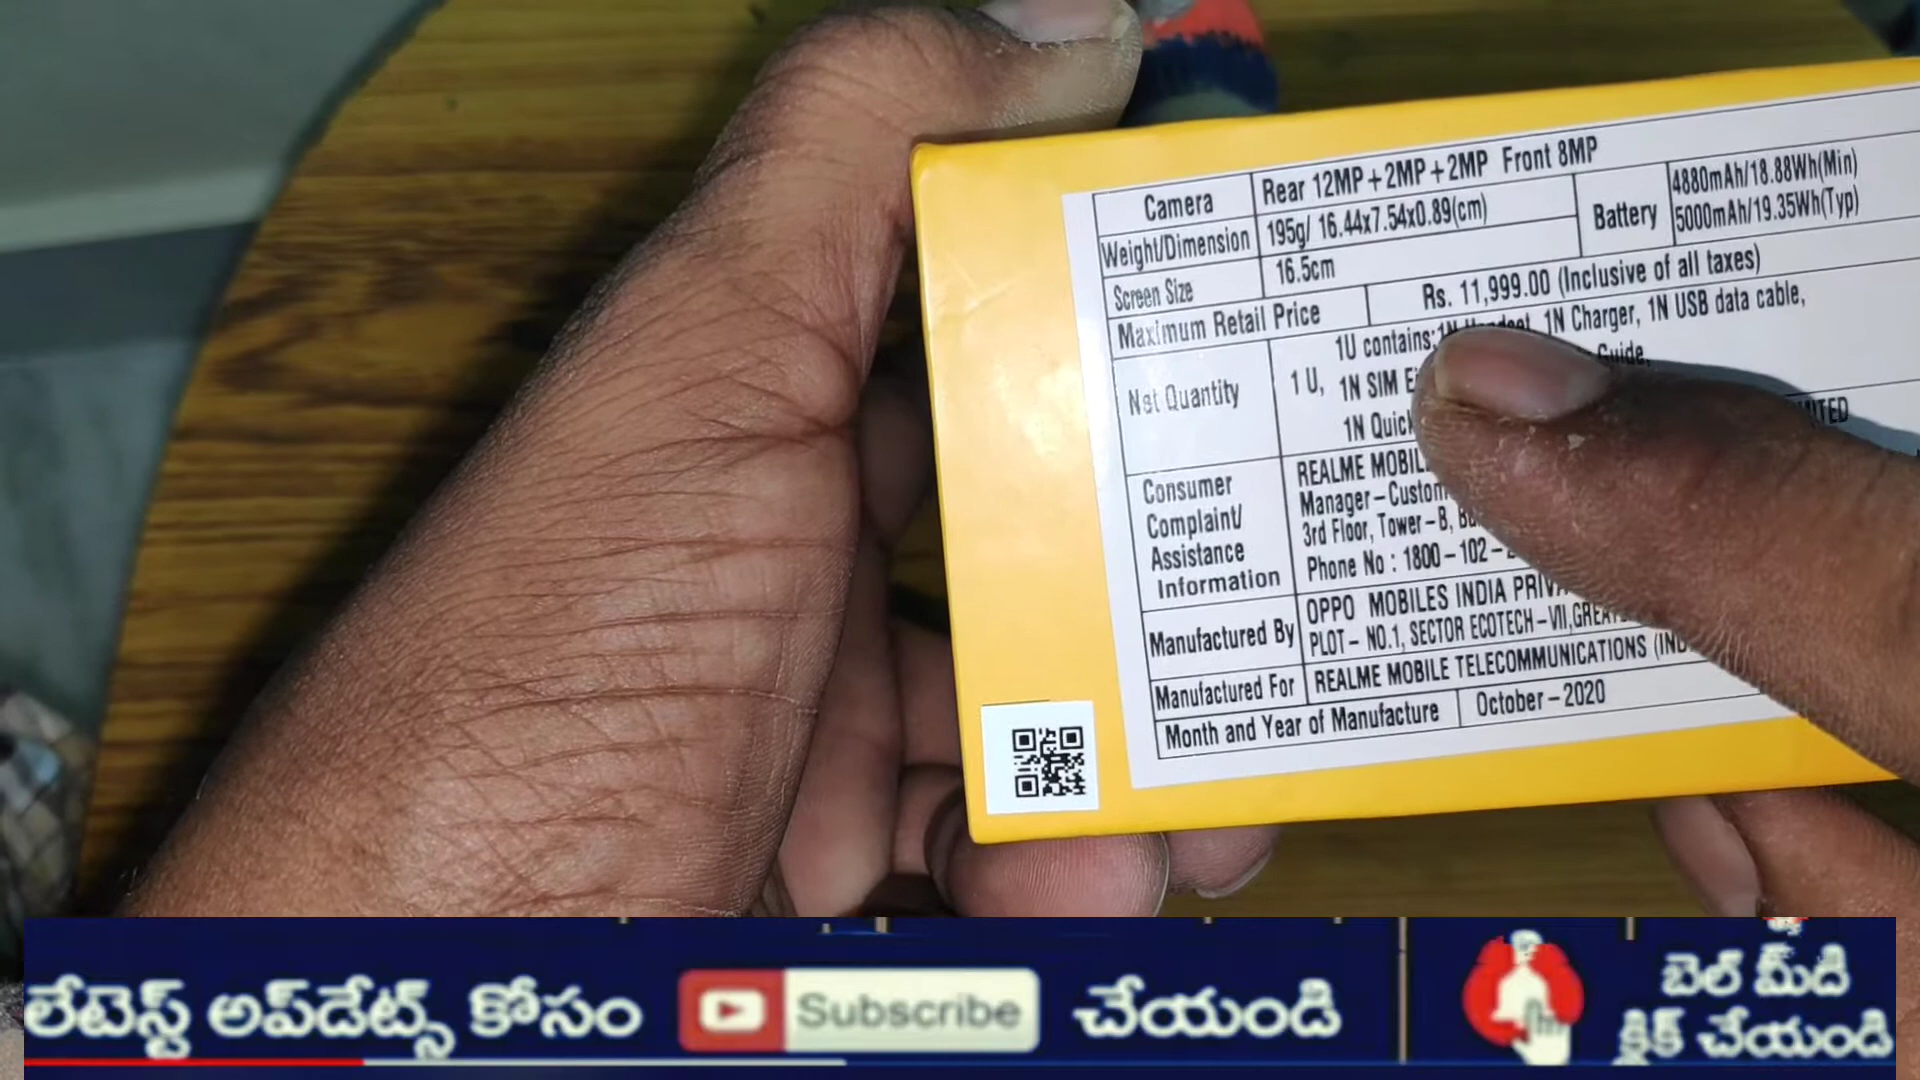 Camera Rear 12MP+2MP+2MP Front 8MP
Weight/Dimension 195g/ 16.44x7.54x0.89(cm)
Battery 4880mAh/18.88Wh(Min)
5000mAh/19.35Wh(Typ)
Screen Size 16.5cm
Maximum Retail Price Rs. 11,999.00 (Inclusive of all taxes)
Net Quantity 1 U, 1U contains:1N 1N Charger, 1N USB data cable,
1N SIM Guide,
1N Quick
Consumer
Complaint/
Assistance
Information
REALME MOBIL
Manager-Custom
3rd Floor, Tower-B,
Phone No : 1800-102-
Manufactured By OPPO MOBILES INDIA
PLOT- NO.1, SECTOR ECOTECH-VII,
Manufactured For REALME MOBILE TELECOMMUNICATIONS
Month and Year of Manufacture October-2020
లేటెస్ట్ అప్‌డేట్స్ కోసం Subscribe చేయండి
బెల్ మీద
క్లిక్ చేయండి